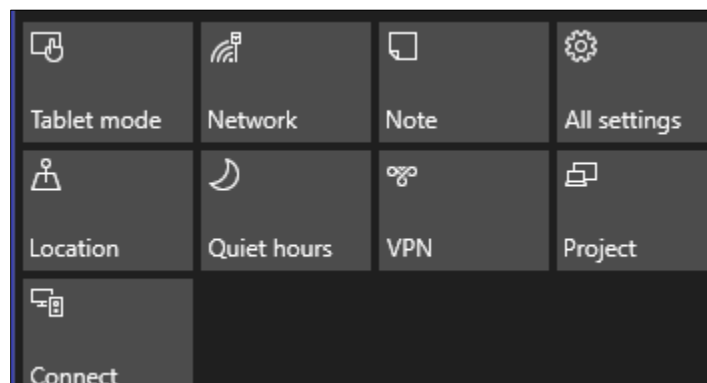 Tablet mode
Network
Note
All settings
Location
Quiet hours
VPN
Project
Connect